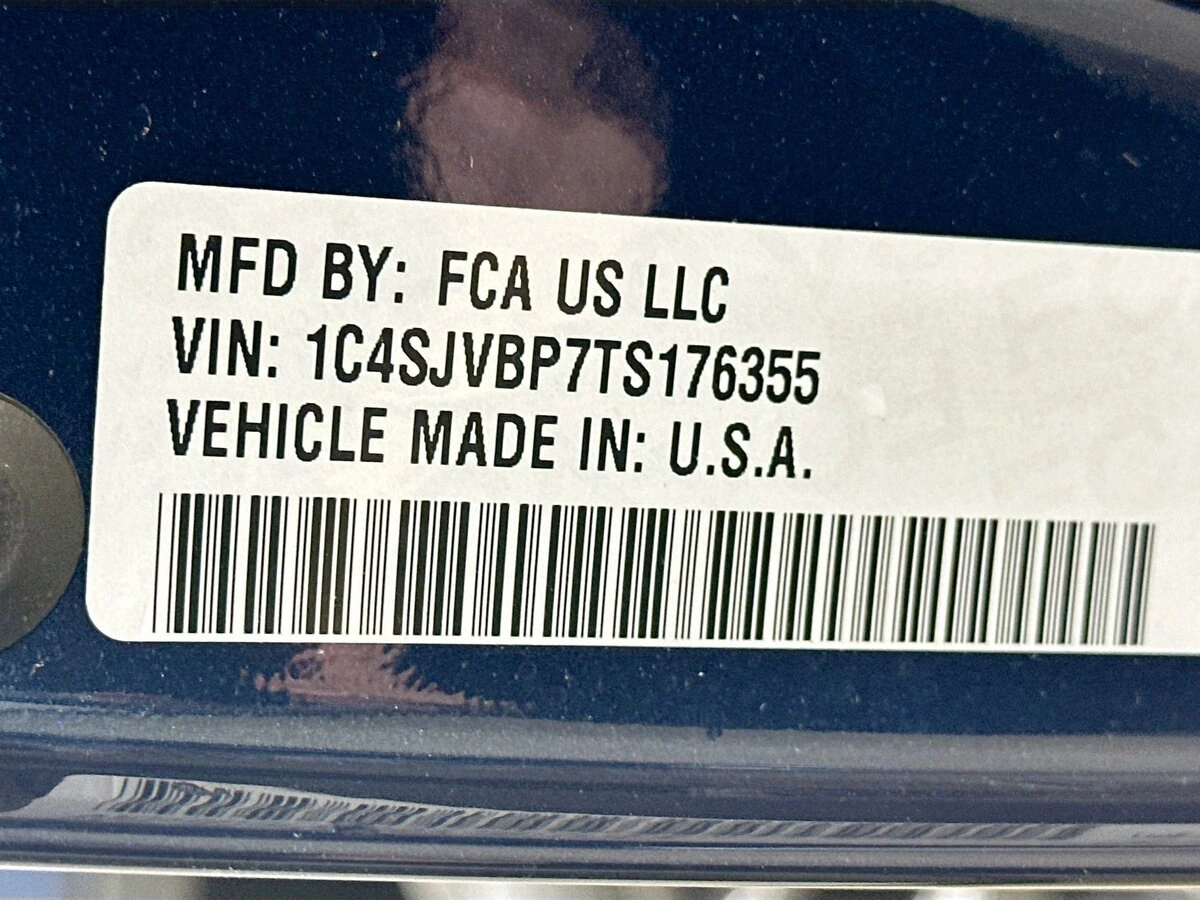 MFD BY: FCA US LLC
VIN: 1C4SJVBP7TS176355
VEHICLE MADE IN: U.S.A.